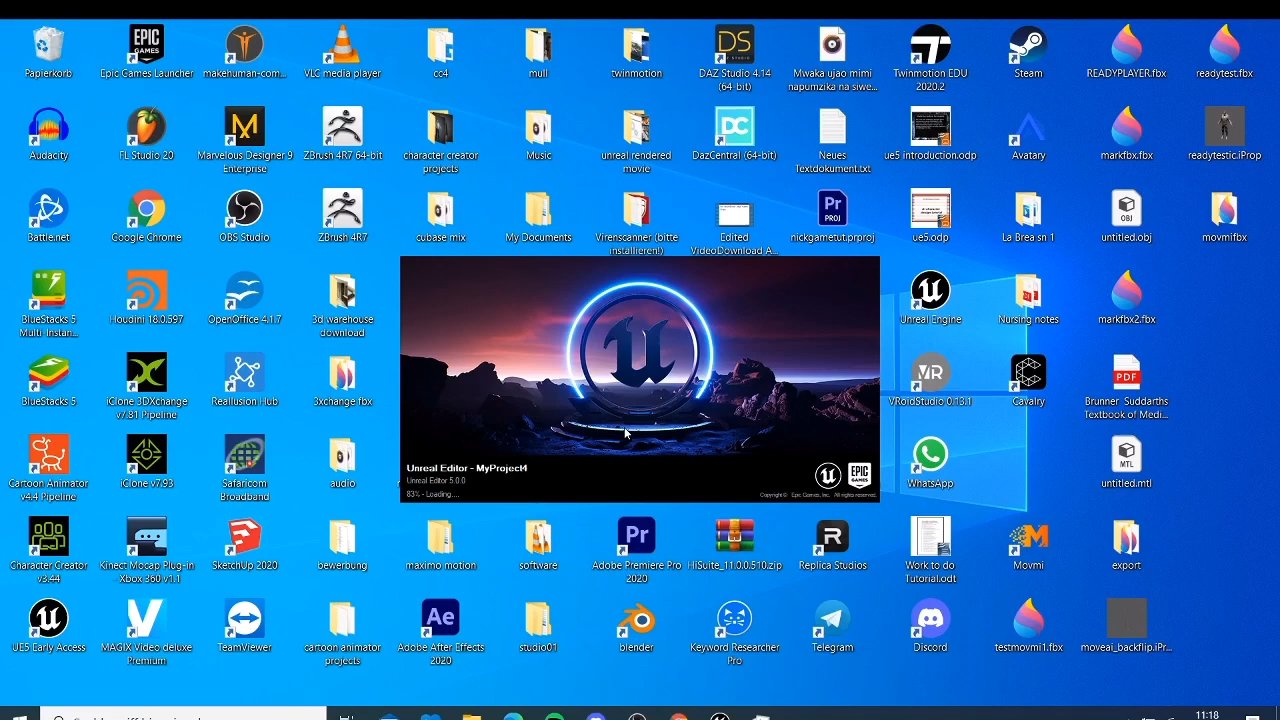 Papierkorb
Epic Games Launcher
makehuman-com...
VLC media player
cc4
mull
twinmotion
DAZ Studio 4.14
(64-bit)
Mwaka ujao mimi
napumzika na siwe...
Twinmotion EDU
2020.2
Steam
READYPLAYER.fbx
readytest.fbx
Audacity
FL Studio 20
Marvelous Designer 9
Enterprise
ZBrush 4R7 64-bit
character creator
projects
Music
unreal rendered
movie
DazCentral (64-bit)
Neues
Textdokument.txt
ue5 introduction.odp
Avatary
markfbx.fbx
readytestic.iProp
Battle.net
Google Chrome
OBS Studio
ZBrush 4R7
cubase mix
My Documents
Virenscanner (bitte
installieren!)
Edited
VideoDownload A...
nickgametut.prproj
ue5.odp
La Brea sn 1
untitled.obj
movmifbx
BlueStacks 5
Multi-Instan...
Houdini 18.0.597
OpenOffice 4.1.7
3d warehouse
download
Unreal Engine
Nursing notes
markfbx2.fbx
BlueStacks 5
iClone 3DXchange
v7.81 Pipeline
Reallusion Hub
3xchange fbx
VRoidStudio 0.13.1
Cavalry
Brunner_Suddarths
Textbook of Medi...
Cartoon Animator
v4.4 Pipeline
iClone v7.93
Safaricom
Broadband
audio
Unreal Editor - MyProject4
Unreal Editor 5.0.0
83% - Loading....
EPIC
GAMES
Copyright © Epic Games, Inc. All rights reserved.
WhatsApp
untitled.mtl
Character Creator
v3.44
Kinect Mocap Plug-in
Xbox 360 v1.1
SketchUp 2020
bewerbung
maximo motion
software
Adobe Premiere Pro
2020
HiSuite_11.0.0.510.zip
Replica Studios
Work to do
Tutorial.odt
Movmi
export
UE5 Early Access
MAGIX Video deluxe
Premium
TeamViewer
cartoon animator
projects
Adobe After Effects
2020
studio01
blender
Keyword Researcher
Pro
Telegram
Discord
testmovmi1.fbx
moveai_backflip.iPr...
11:18